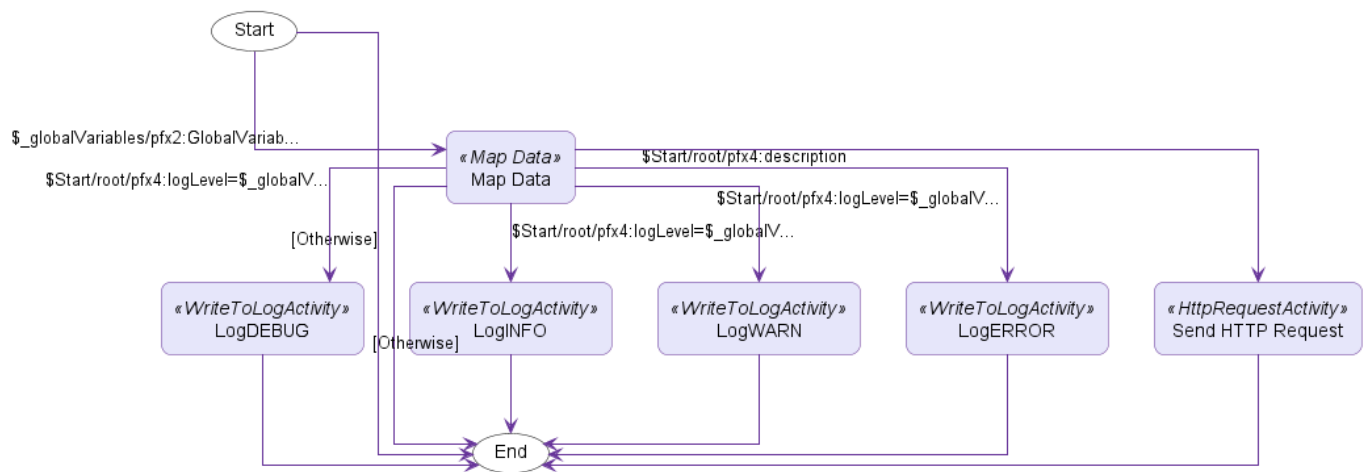 Start
$_globalVariables/pfx2:GlobalVariab...
«Map Data»
Map Data
$Start/root/pfx4:description
$Start/root/pfx4:logLevel=$_globalV...
$Start/root/pfx4:logLevel=$_globalV...
$Start/root/pfx4:logLevel=$_globalV...
[Otherwise]
«WriteToLogActivity»
LogDEBUG
«WriteToLogActivity»
LogINFO
«WriteToLogActivity»
LogWARN
«WriteToLogActivity»
LogERROR
«HttpRequestActivity»
Send HTTP Request
[Otherwise]
End